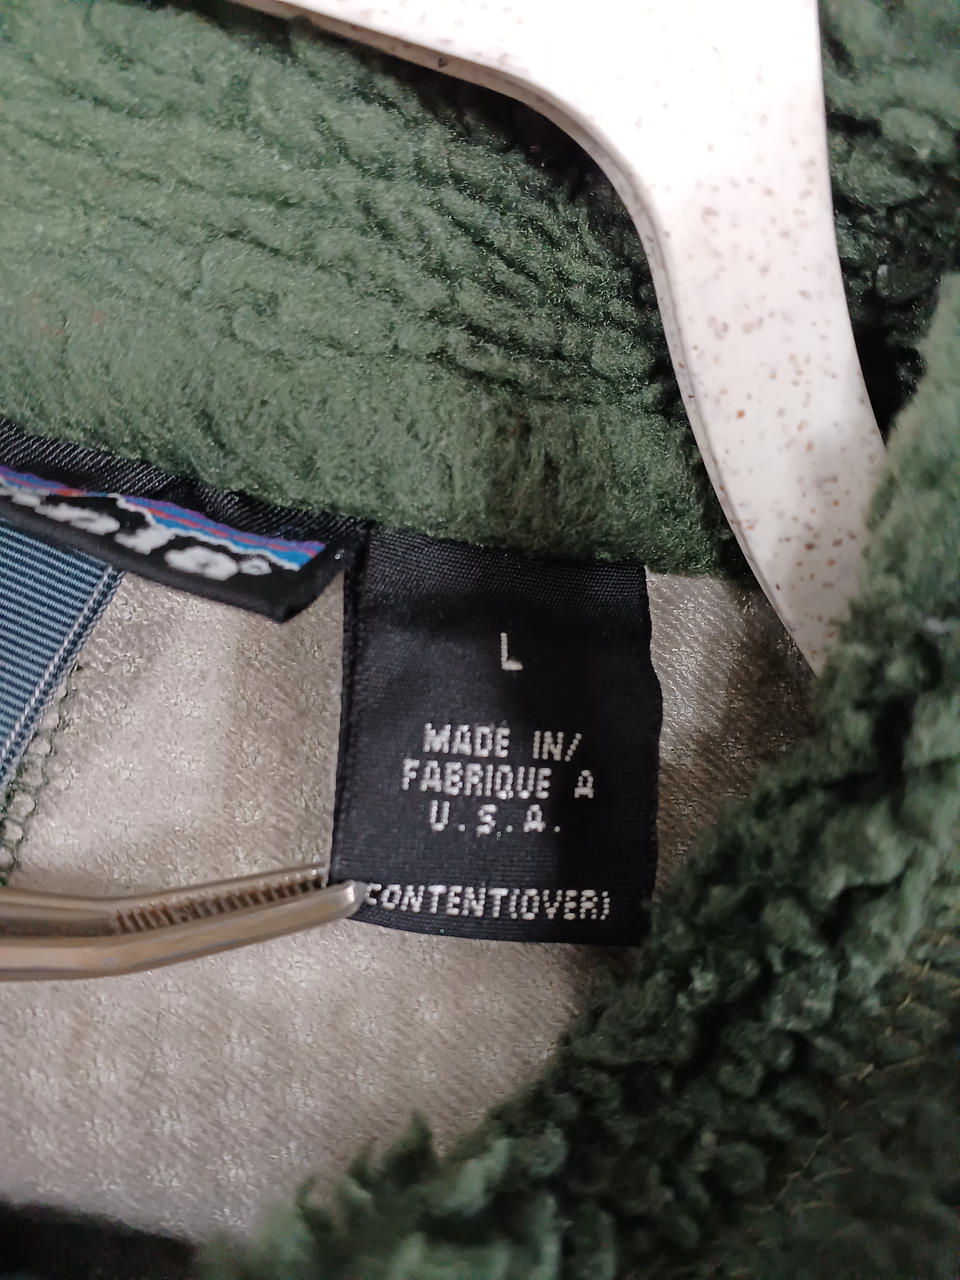 L
MADE IN/
FABRIQUE A
U.S.A.
CONTENT(OVER)